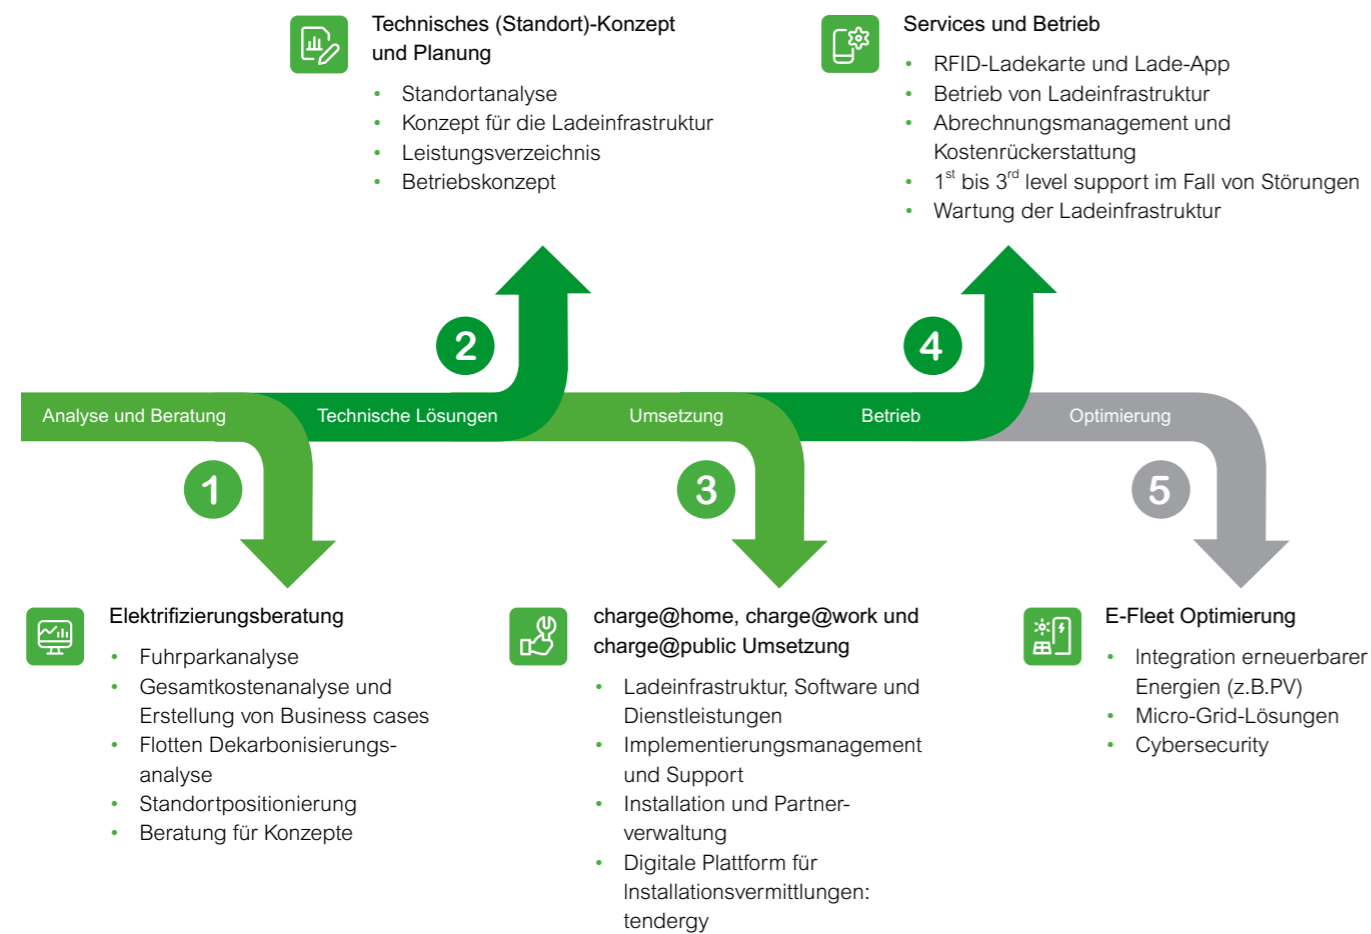 Technisches (Standort)-Konzept
und Planung
• Standortanalyse
• Konzept für die Ladeinfrastruktur
• Leistungsverzeichnis
• Betriebskonzept
Services und Betrieb
• RFID-Ladekarte und Lade-App
• Betrieb von Ladeinfrastruktur
• Abrechnungsmanagement und
Kostenrückerstattung
• 1st bis 3rd level support im Fall von Störungen
• Wartung der Ladeinfrastruktur
2
4
Analyse und Beratung
Technische Lösungen
Umsetzung
Betrieb
Optimierung
1
3
5
Elektrifizierungsberatung
• Fuhrparkanalyse
• Gesamtkostenanalyse und
Erstellung von Business cases
• Flotten Dekarbonisierungs-
analyse
• Standortpositionierung
• Beratung für Konzepte
charge@home, charge@work und
charge@public Umsetzung
• Ladeinfrastruktur, Software und
Dienstleistungen
• Implementierungsmanagement
und Support
• Installation und Partner-
verwaltung
• Digitale Plattform für
Installationsvermittlungen:
tendergy
E-Fleet Optimierung
• Integration erneuerbarer
Energien (z.B.PV)
• Micro-Grid-Lösungen
• Cybersecurity